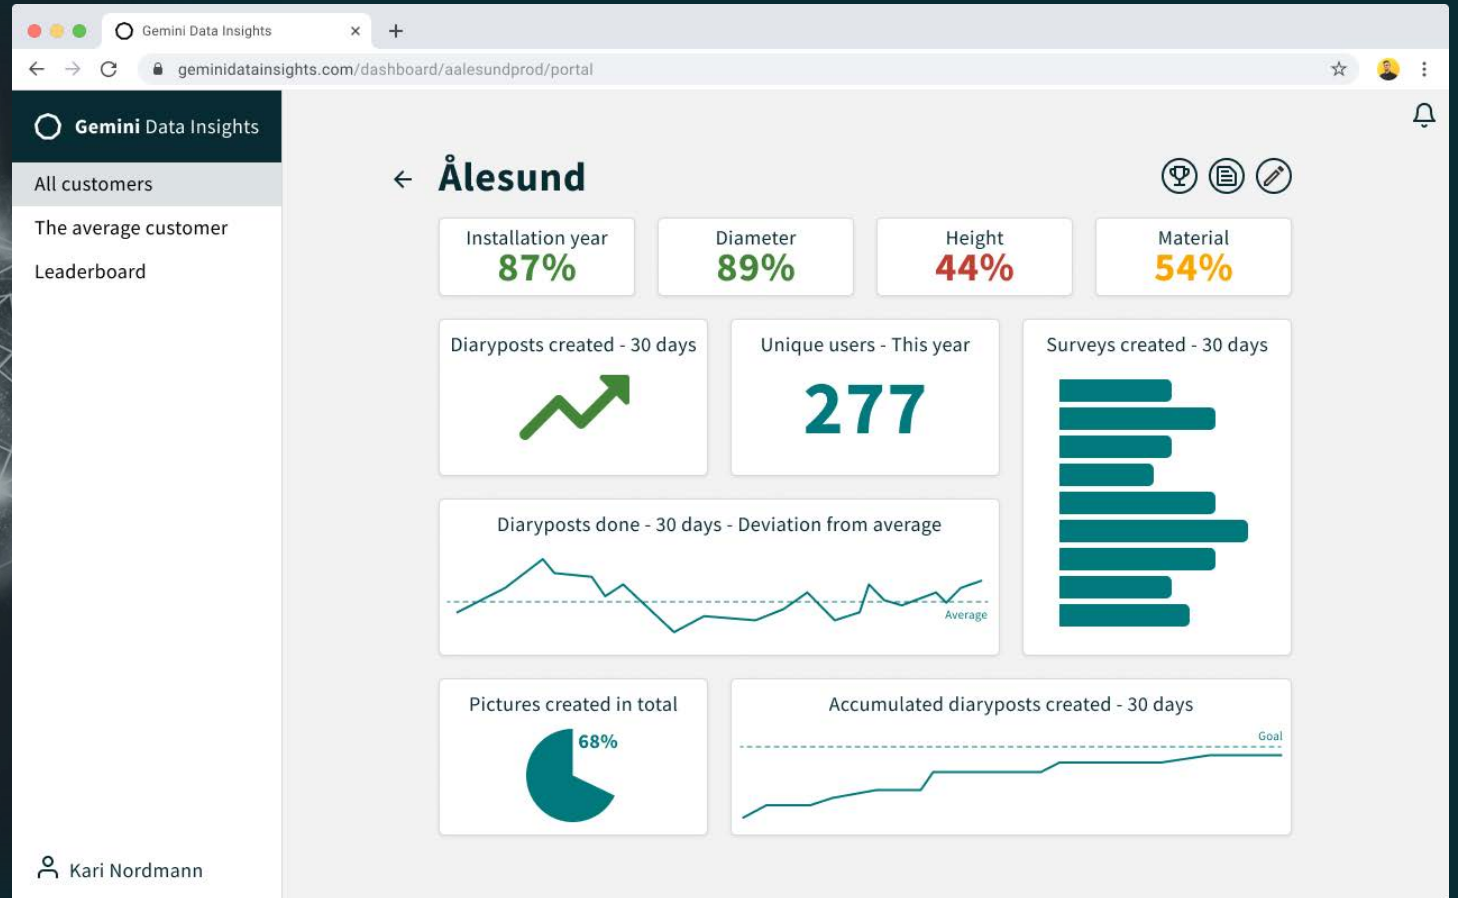 Gemini Data Insights
geminidatainsights.com/dashboard/aalesundprod/portal
Gemini Data Insights
All customers
The average customer
Leaderboard
Kari Nordmann
Ålesund
Installation year
87%
Diameter
89%
Height
44%
Material
54%
Diaryposts created - 30 days
Unique users - This year
277
Surveys created - 30 days
Diaryposts done - 30 days - Deviation from average
Average
Pictures created in total
68%
Accumulated diaryposts created - 30 days
Goal